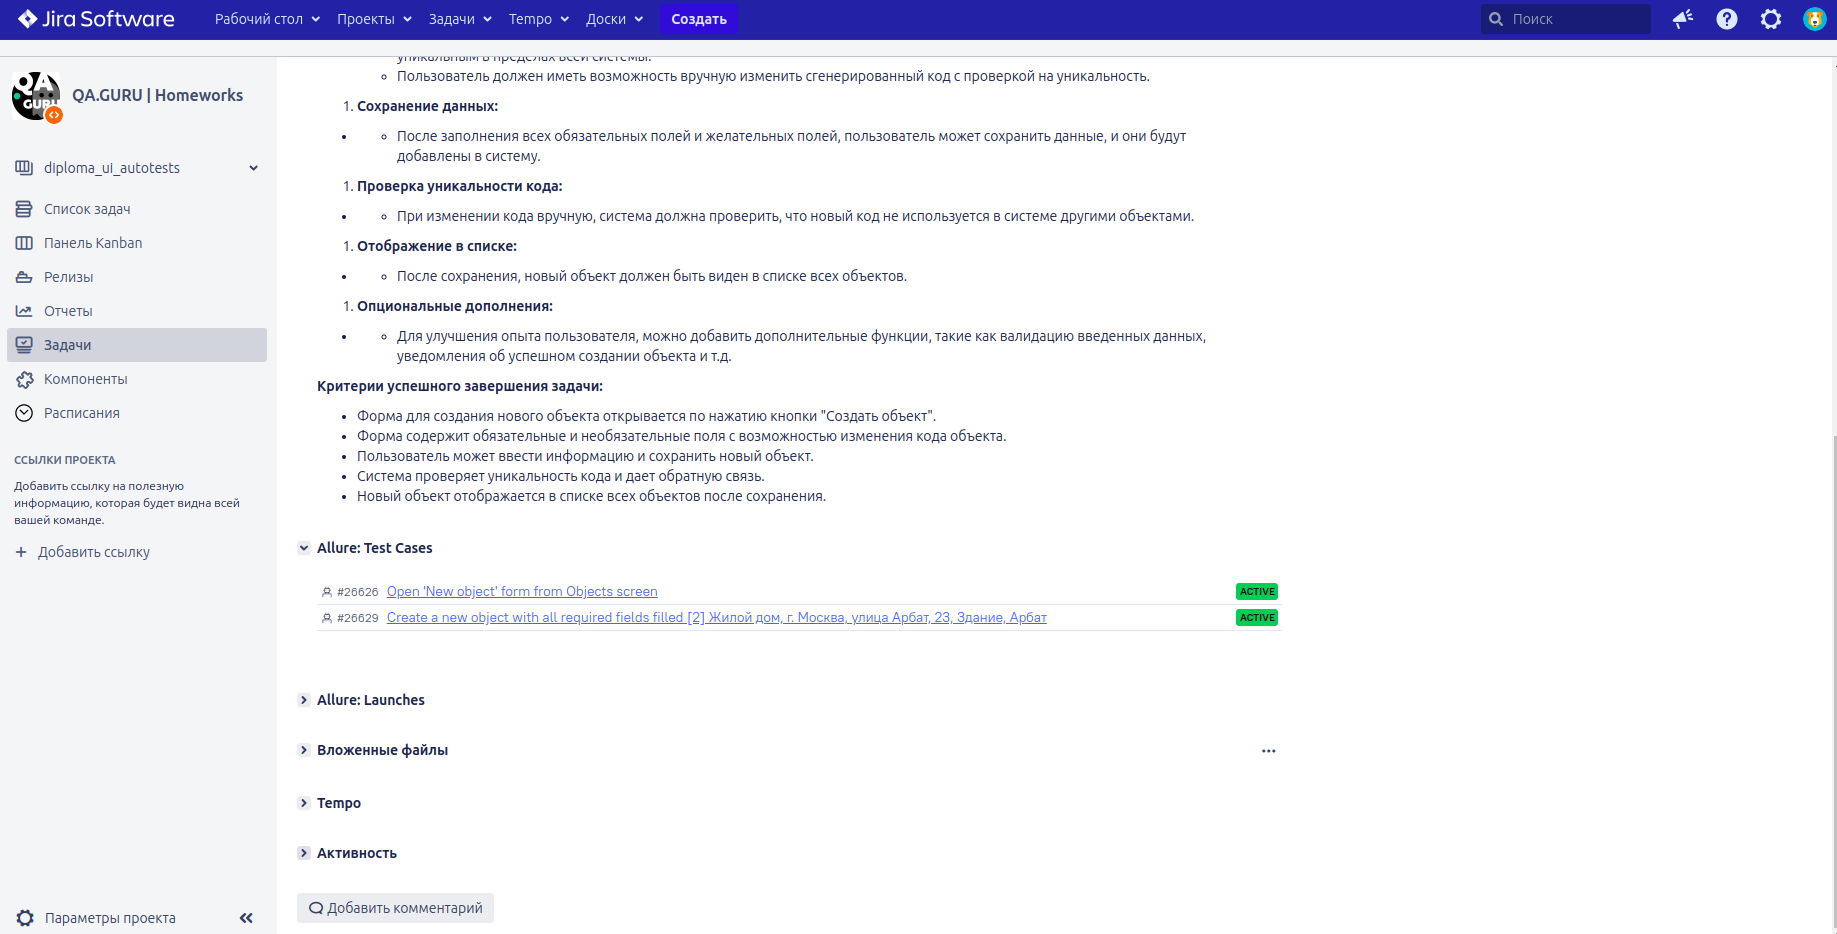 Jira Software
Рабочий стол
Проекты
Задачи
Tempo
Доски
Создать
Поиск
QA.GURU | Homeworks
diploma_ui_autotests
Список задач
Панель Kanban
Релизы
Отчеты
Задачи
Компоненты
Расписания
ССЫЛКИ ПРОЕКТА
Добавить ссылку на полезную
информацию, которая будет видна всей
вашей команде.
+ Добавить ссылку
Параметры проекта
уникальным в пределах всей системы.
Пользователь должен иметь возможность вручную изменить сгенерированный код с проверкой на уникальность.
1. Сохранение данных:
После заполнения всех обязательных полей и желательных полей, пользователь может сохранить данные, и они будут
добавлены в систему.
1. Проверка уникальности кода:
При изменении кода вручную, система должна проверить, что новый код не используется в системе другими объектами.
1. Отображение в списке:
После сохранения, новый объект должен быть виден в списке всех объектов.
1. Опциональные дополнения:
Для улучшения опыта пользователя, можно добавить дополнительные функции, такие как валидацию введенных данных,
уведомления об успешном создании объекта и т.д.
Критерии успешного завершения задачи:
Форма для создания нового объекта открывается по нажатию кнопки "Создать объект".
Форма содержит обязательные и необязательные поля с возможностью изменения кода объекта.
Пользователь может ввести информацию и сохранить новый объект.
Система проверяет уникальность кода и дает обратную связь.
Новый объект отображается в списке всех объектов после сохранения.
Allure: Test Cases
#26626 Open 'New object' form from Objects screen ACTIVE
#26629 Create a new object with all required fields filled [2] Жилой дом, г. Москва, улица Арбат, 23, Здание, Арбат ACTIVE
Allure: Launches
Вложенные файлы
Tempo
Активность
Добавить комментарий